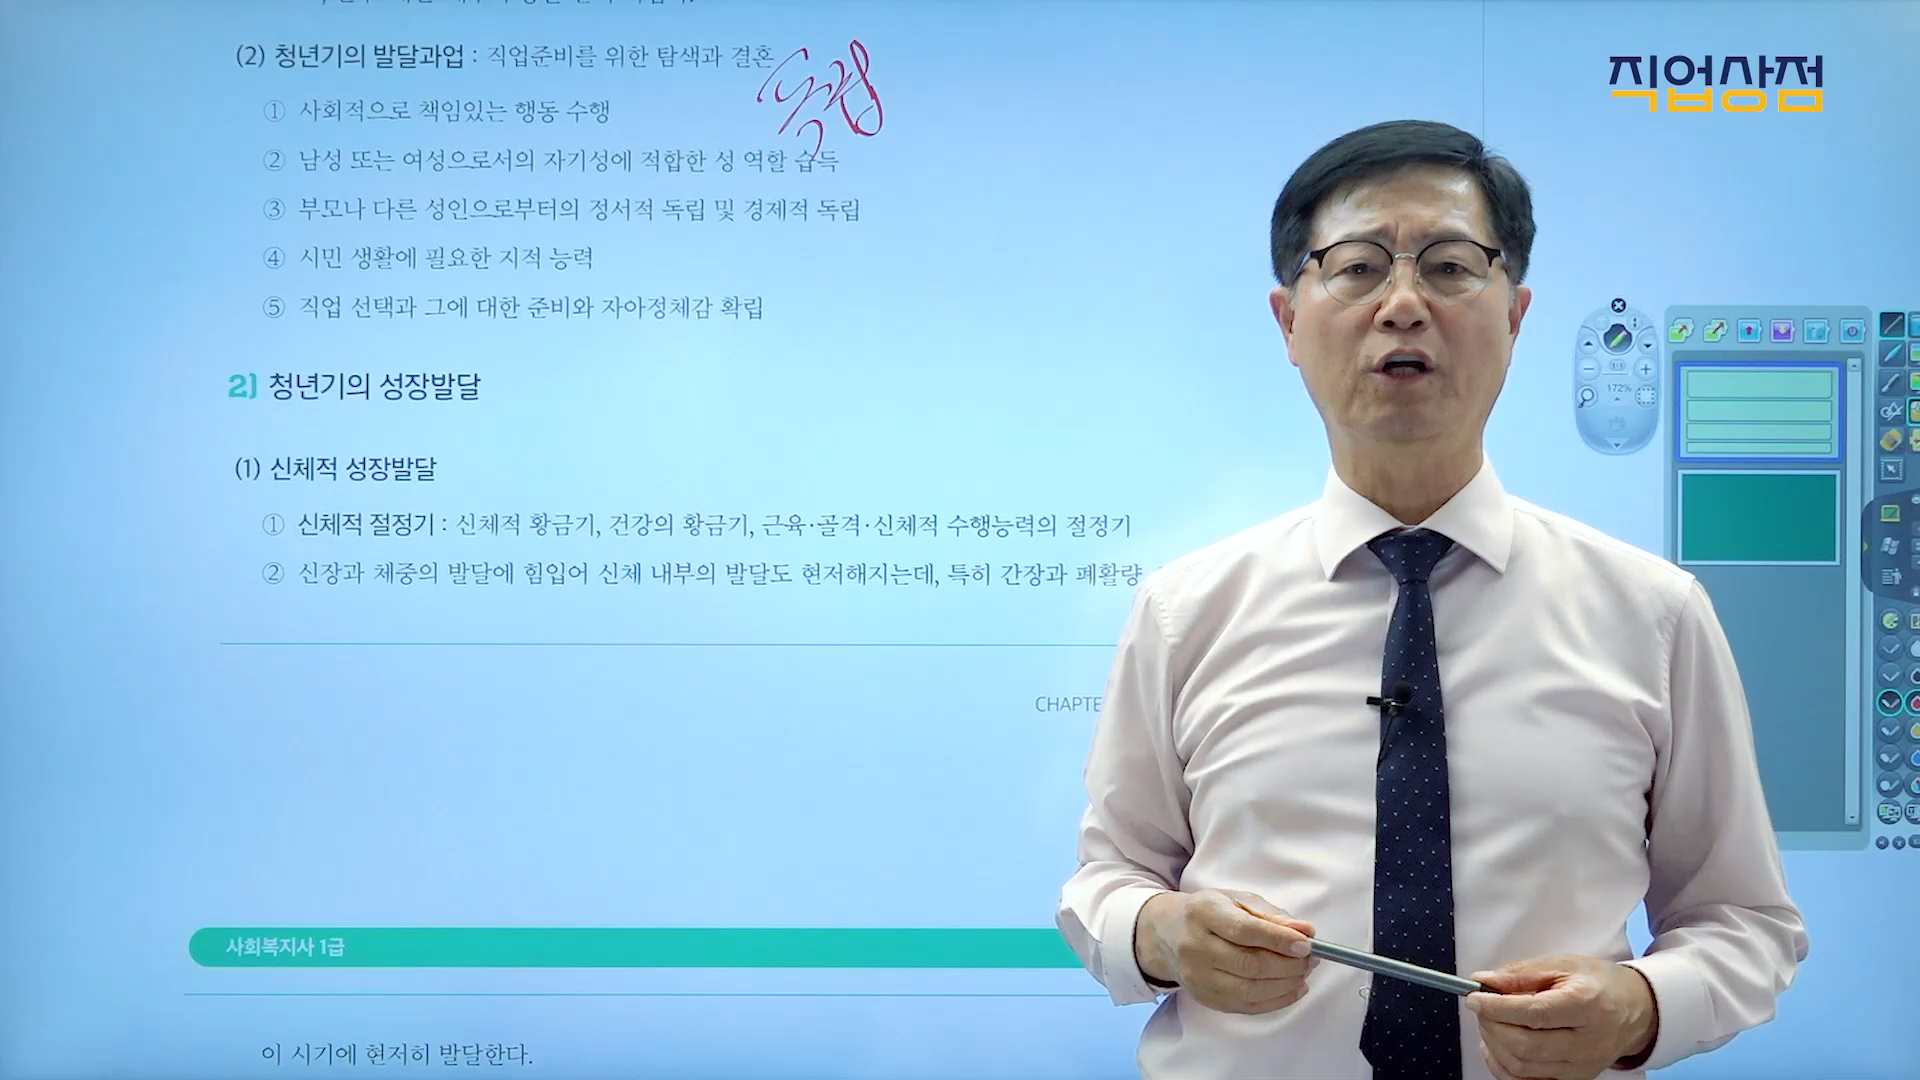 직업상점
(2) 청년기의 발달과업 : 직업준비를 위한 탐색과 결혼
독립
① 사회적으로 책임있는 행동 수행
② 남성 또는 여성으로서의 자기성에 적합한 성 역할 습득
③ 부모나 다른 성인으로부터의 정서적 독립 및 경제적 독립
④ 시민 생활에 필요한 지적 능력
⑤ 직업 선택과 그에 대한 준비와 자아정체감 확립
2) 청년기의 성장발달
172%
(1) 신체적 성장발달
① 신체적 절정기 : 신체적 황금기, 건강의 황금기, 근육·골격·신체적 수행능력의 절정기
② 신장과 체중의 발달에 힘입어 신체 내부의 발달도 현저해지는데, 특히 간장과 폐활량
CHAPTE
사회복지사 1급
이 시기에 현저히 발달한다.